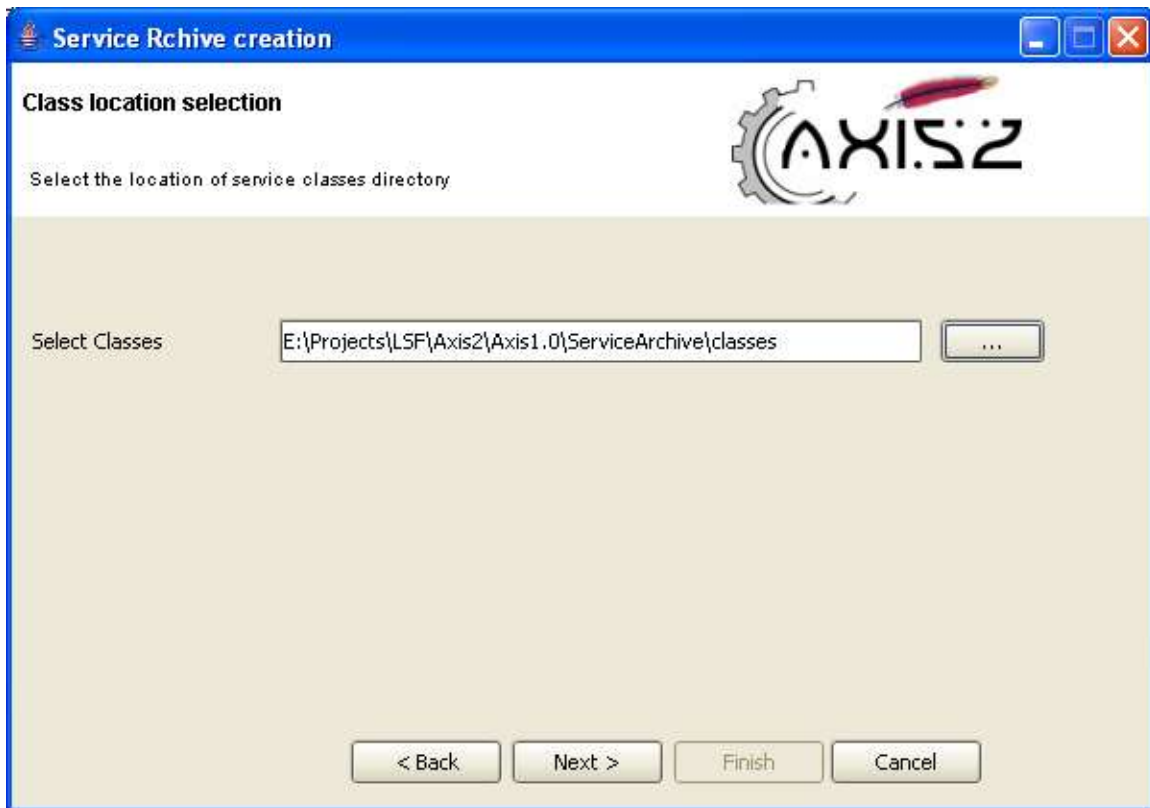 Service Rchive creation
Class location selection
AXIS2
Select the location of service classes directory
Select Classes
E:\Projects\LSF\Axis2\Axis1.0\ServiceArchive\classes
...
< Back
Next >
Finish
Cancel